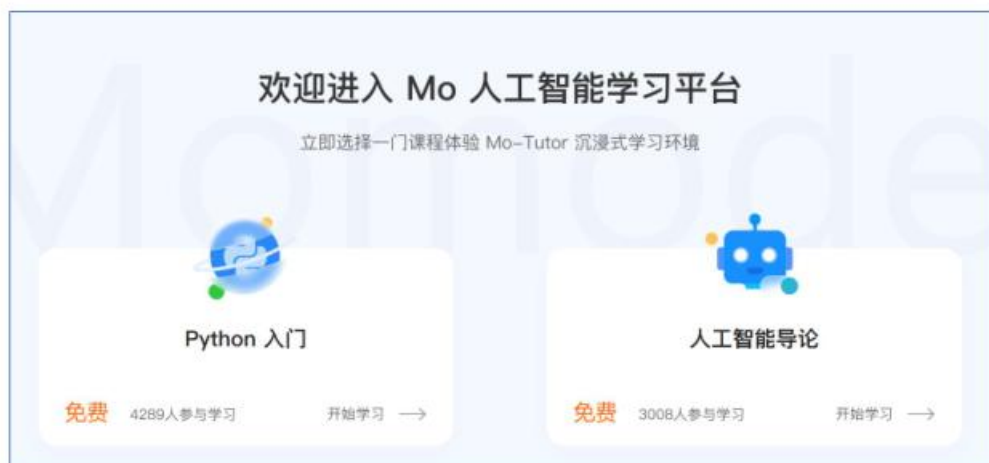 欢迎进入 Mo 人工智能学习平台
立即选择一门课程体验 Mo-Tutor 沉浸式学习环境
Momode
Python 入门
人工智能导论
免费 4289人参与学习 开始学习
免费 3008人参与学习 开始学习